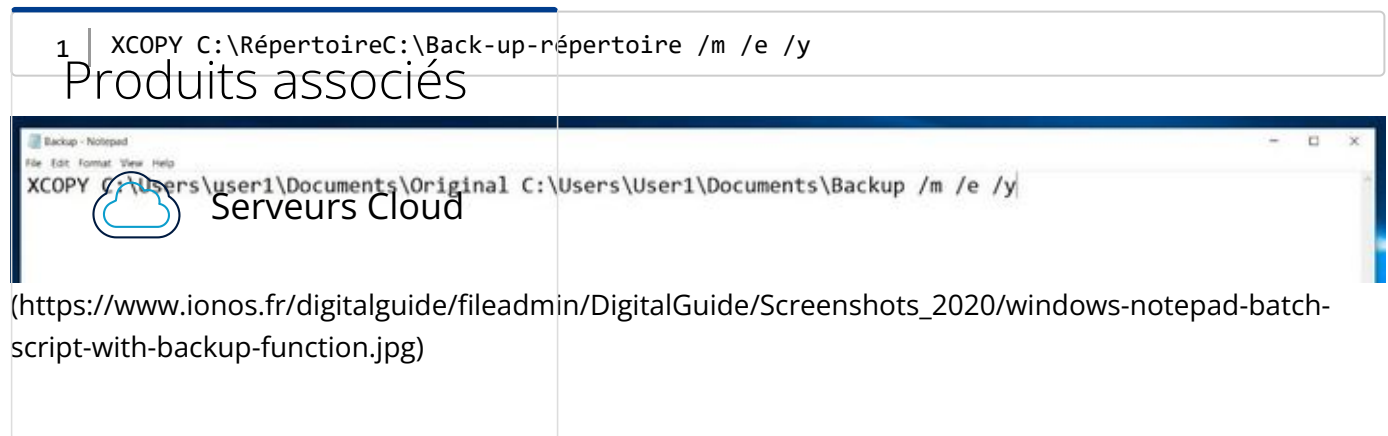 1 XCOPY C:\RépertoireC:\Back-up-répertoire /m /e /y
Produits associés
Backup - Notepad
File Edit Format View Help
XCOPY C:\Users\user1\Documents\Original C:\Users\User1\Documents\Backup /m /e /y
Serveurs Cloud
(https://www.ionos.fr/digitalguide/fileadmin/DigitalGuide/Screenshots_2020/windows-notepad-batch-
script-with-backup-function.jpg)